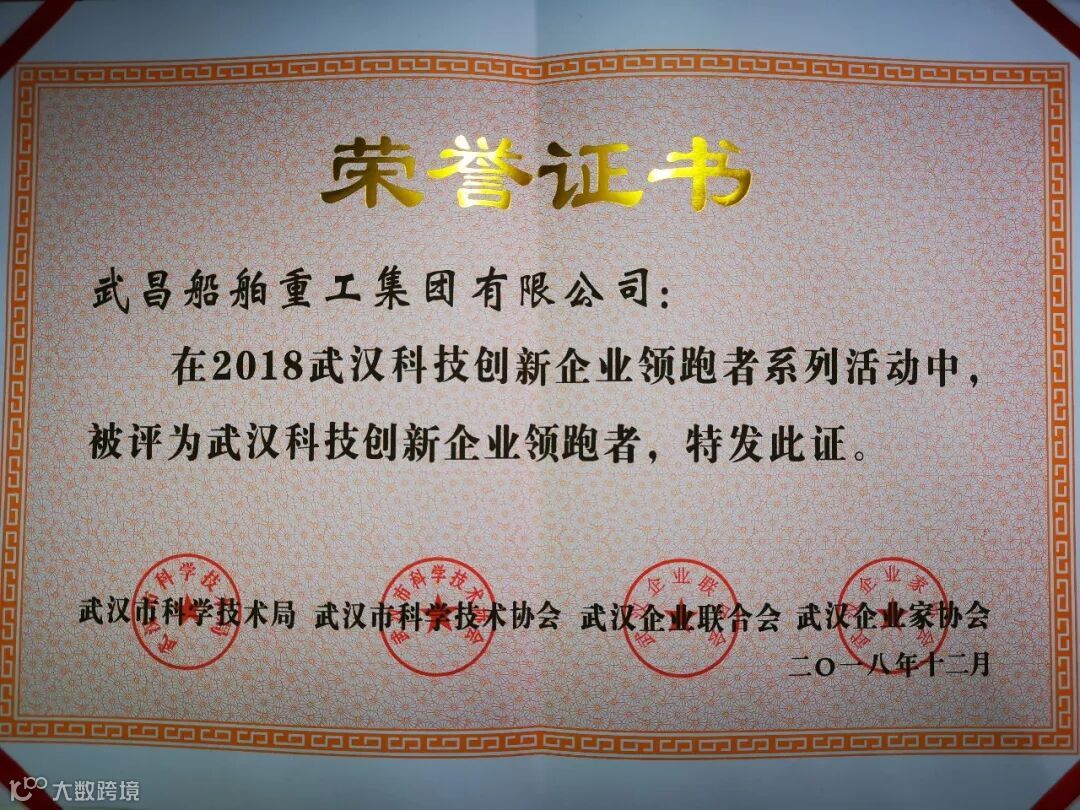 荣誉证书
武昌船舶重工集团有限公司：
在2018武汉科技创新企业领跑者系列活动中，
被评为武汉科技创新企业领跑者，特发此证。
武汉市科学技术局 武汉市科学技术协会 武汉企业联合会 武汉企业家协会
二〇一八年十二月
大数跨境